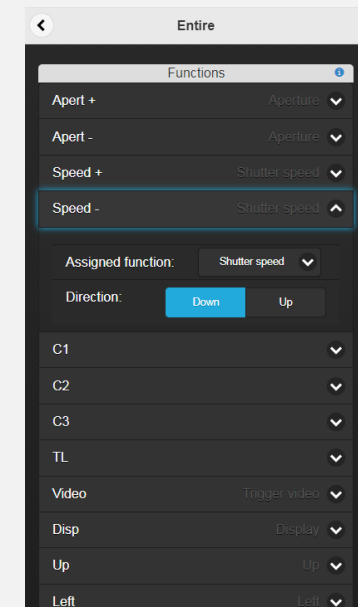 Entire
Functions
Apert + Aperture
Apert - Aperture
Speed + Shutter speed
Speed - Shutter speed
Assigned function: Shutter speed
Direction: Down Up
C1
C2
C3
TL
Video Trigger video
Disp Display
Up Up
Left Left